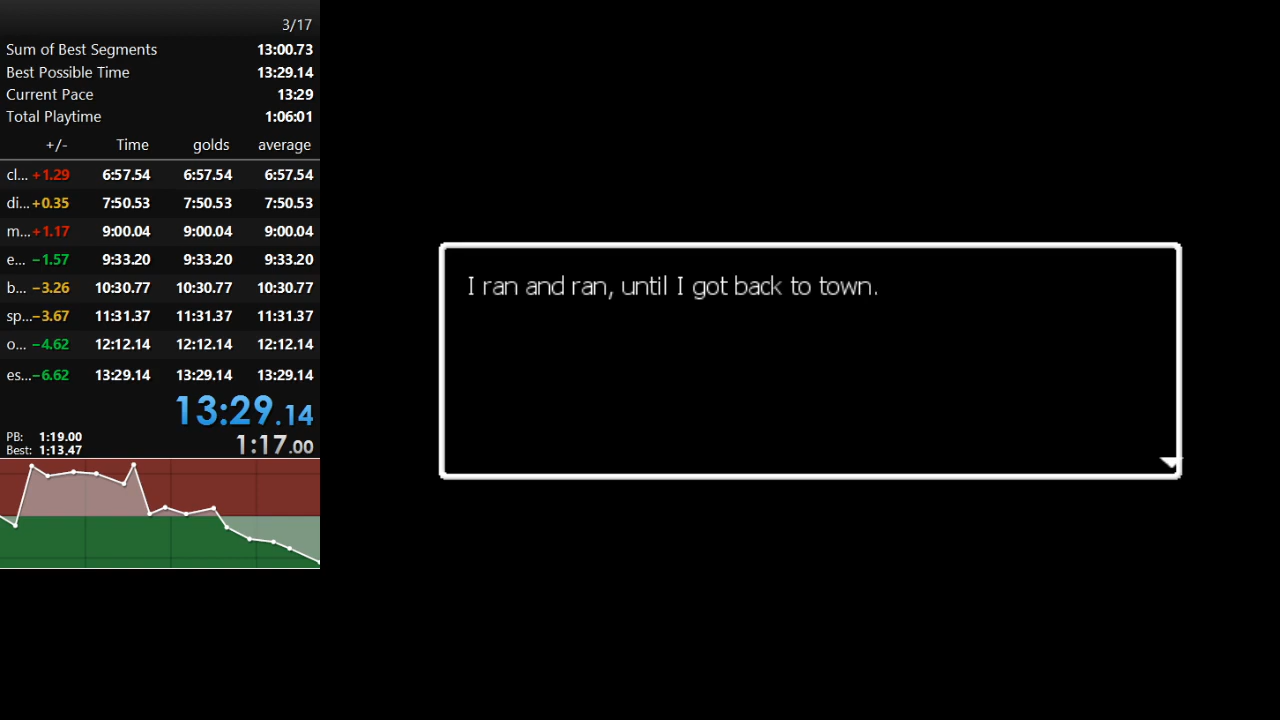 3/17
Sum of Best Segments 13:00.73
Best Possible Time 13:29.14
Current Pace 13:29
Total Playtime 1:06:01
+/- Time golds average
cl... +1.29 6:57.54 6:57.54 6:57.54
di... +0.35 7:50.53 7:50.53 7:50.53
m... +1.17 9:00.04 9:00.04 9:00.04
e... −1.57 9:33.20 9:33.20 9:33.20
b... −3.26 10:30.77 10:30.77 10:30.77
sp... −3.67 11:31.37 11:31.37 11:31.37
o... −4.62 12:12.14 12:12.14 12:12.14
es... −6.62 13:29.14 13:29.14 13:29.14
13:29.14
PB: 1:19.00
Best: 1:13.47
1:17.00
I ran and ran, until I got back to town.